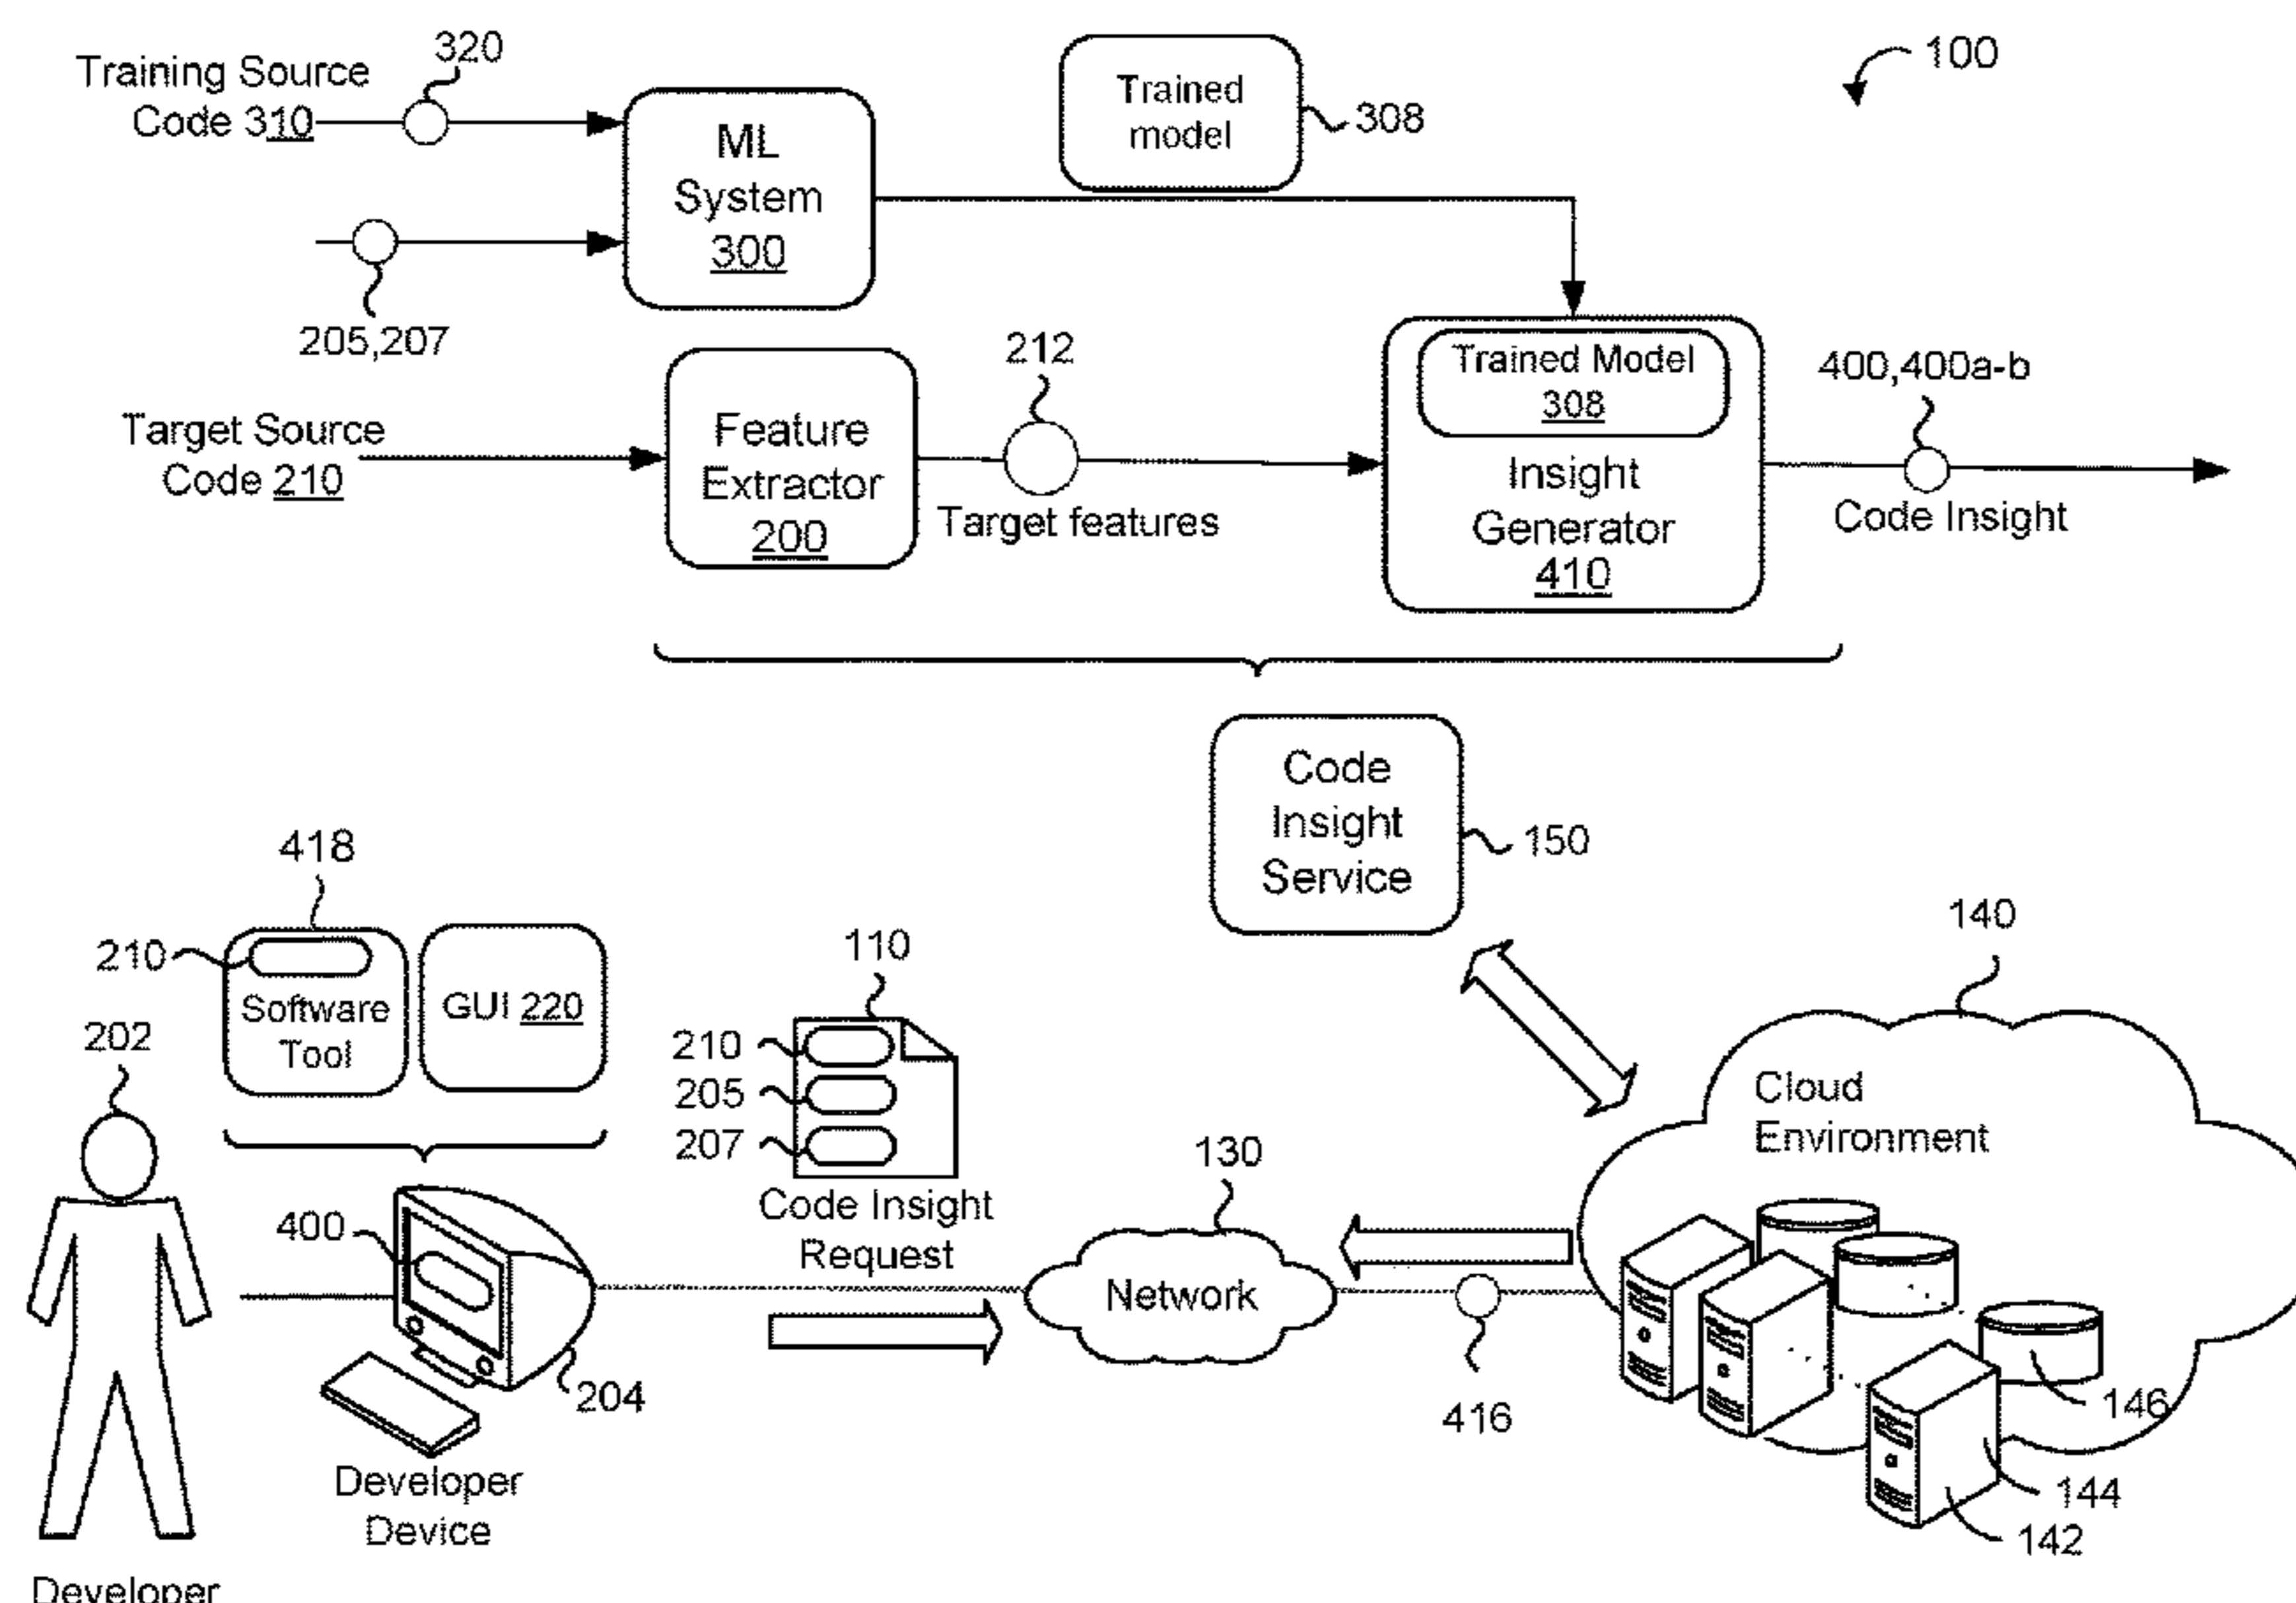 320
Training Source
Code 310
ML
System
300
Trained
model
308
100
205,207
Target Source
Code 210
Feature
Extractor
200
212
Target features
Trained Model
308
Insight
Generator
410
400,400a-b
Code Insight
Code
Insight
Service
150
418
210
Software
Tool
GUI 220
202
110
210
205
207
Code Insight
Request
400
204
Developer
Device
Developer
130
Network
416
140
Cloud
Environment
146
144
142